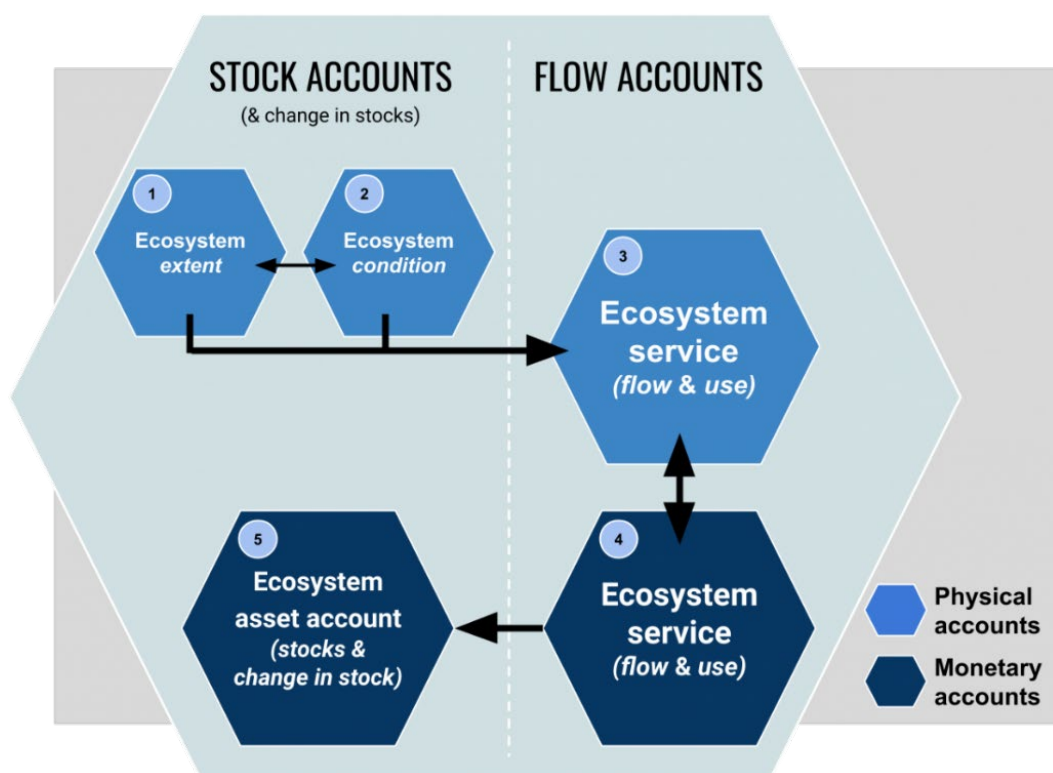 STOCK ACCOUNTS
(& change in stocks)
FLOW ACCOUNTS
1
Ecosystem
extent
2
Ecosystem
condition
3
Ecosystem
service
(flow & use)
5
Ecosystem
asset account
(stocks &
change in stock)
4
Ecosystem
service
(flow & use)
Physical
accounts
Monetary
accounts